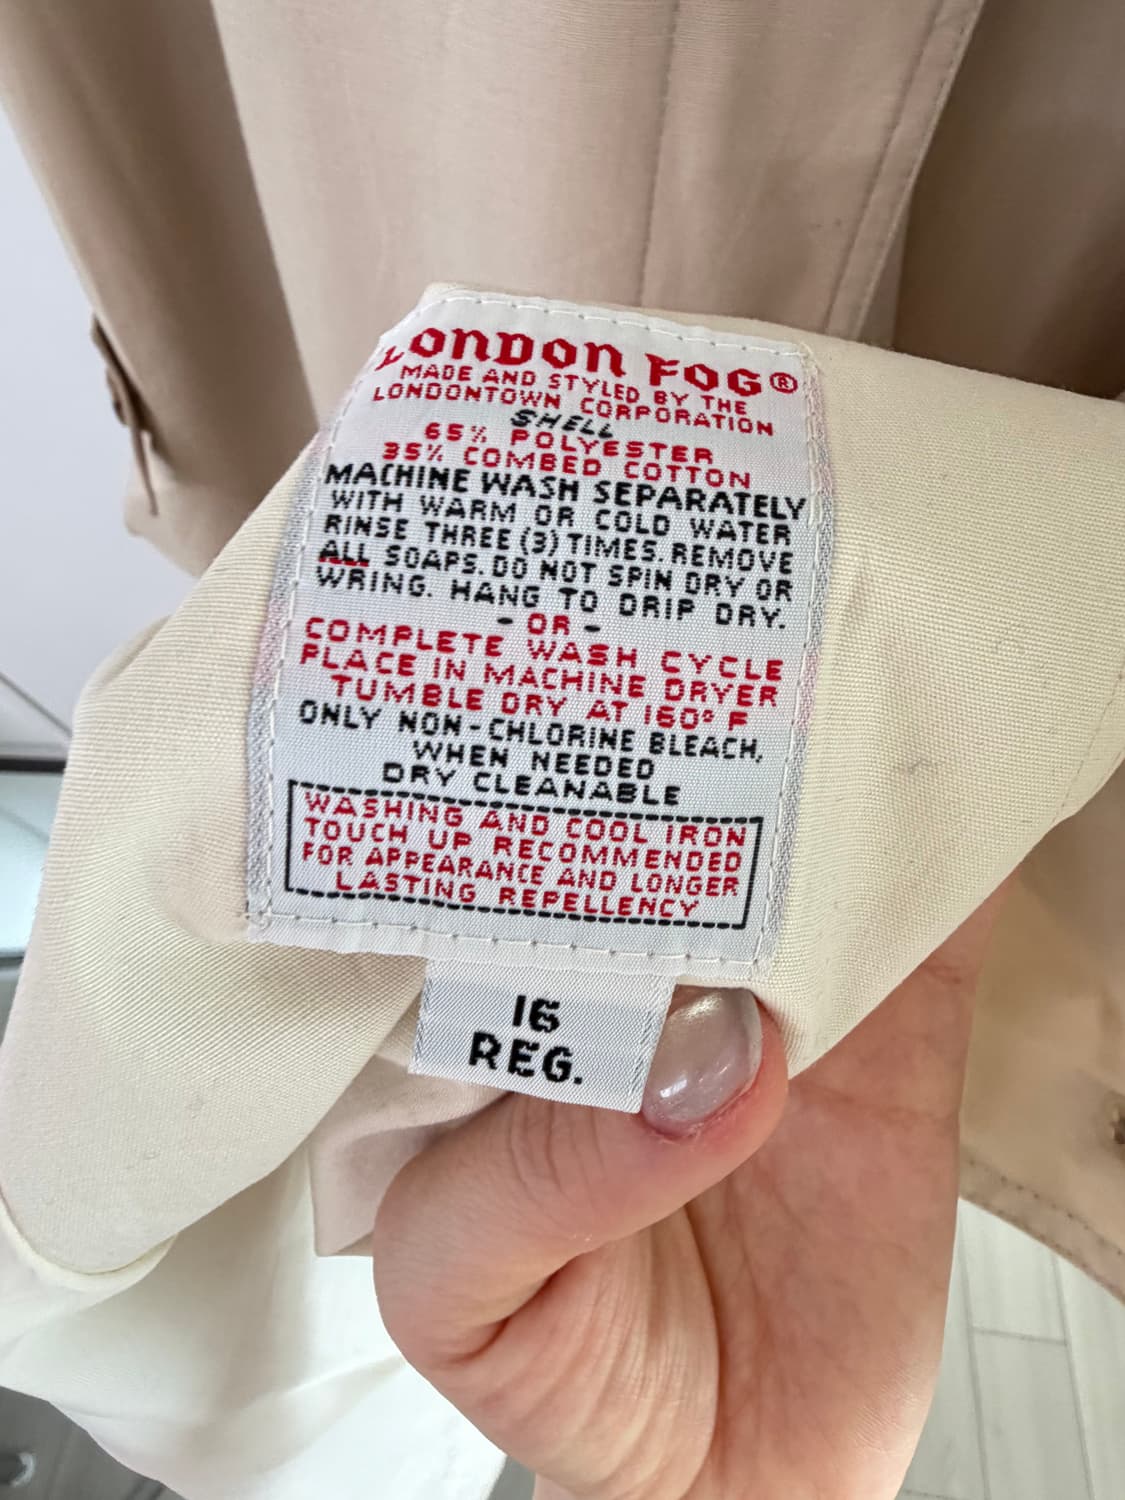 LONDON FOG®
MADE AND STYLED BY THE
LONDONTOWN CORPORATION
SHELL
65% POLYESTER
35% COMBED COTTON
MACHINE WASH SEPARATELY
WITH WARM OR COLD WATER
RINSE THREE (3) TIMES. REMOVE
ALL SOAPS. DO NOT SPIN DRY OR
WRING. HANG TO DRIP DRY.
- OR -
COMPLETE WASH CYCLE
PLACE IN MACHINE DRYER
TUMBLE DRY AT 160° F
ONLY NON-CHLORINE BLEACH,
WHEN NEEDED
DRY CLEANABLE
WASHING AND COOL IRON
TOUCH UP RECOMMENDED
FOR APPEARANCE AND LONGER
LASTING REPELLENCY
16
REG.